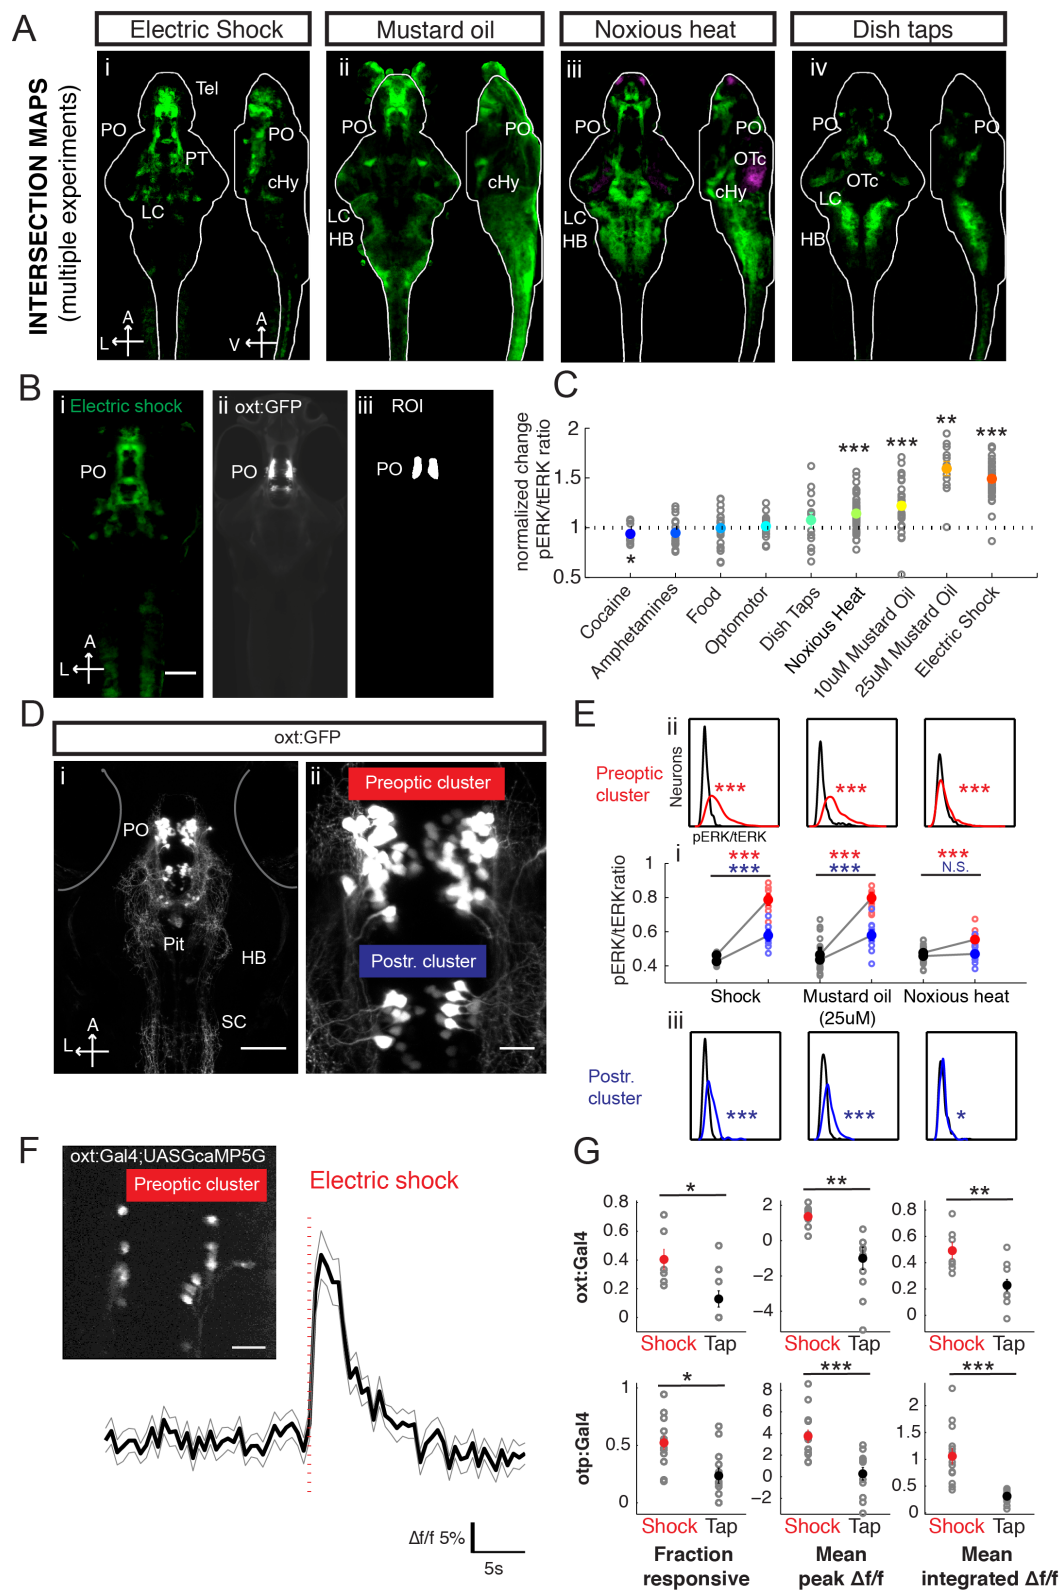 A
INTERSECTION MAPS
(multiple experiments)
Electric Shock
Mustard oil
Noxious heat
Dish taps
i
Tel
PO
PO
PT
cHy
LC
A
L
A
V
ii
PO
PO
cHy
LC
HB
iii
PO
PO
OTc
cHy
LC
HB
iv
PO
PO
OTc
LC
HB
B
i
Electric shock
PO
A
L
ii
oxt:GFP
PO
iii
ROI
PO
C
normalized change
pERK/tERK ratio
2
1.5
1
0.5
***
***
**
***
*
Cocaine
Amphetamines
Food
Optomotor
Dish Taps
Noxious Heat
10uM Mustard Oil
25uM Mustard Oil
Electric Shock
D
oxt:GFP
i
PO
Pit
HB
SC
A
L
ii
Preoptic cluster
Postr. cluster
E
ii
Preoptic
cluster
Neurons
pERK/tERK
***
***
***
i
pERK/tERKratio
1
0.8
0.6
0.4
***
***
***
***
***
N.S.
Shock
Mustard oil
(25uM)
Noxious heat
iii
Postr.
cluster
***
***
*
F
oxt:Gal4;UASGcaMP5G
Preoptic cluster
Electric shock
Δf/f 5%
5s
G
oxt:Gal4
0.8
0.6
0.4
0.2
0
*
Shock Tap
2
0
−2
−4
**
Shock Tap
0.8
0.6
0.4
0.2
0
**
Shock Tap
otp:Gal4
1
0.5
0
*
Shock Tap
8
6
4
2
0
−2
***
Shock Tap
2
1.5
1
0.5
0
***
Shock Tap
Fraction
responsive
Mean
peak Δf/f
Mean
integrated Δf/f